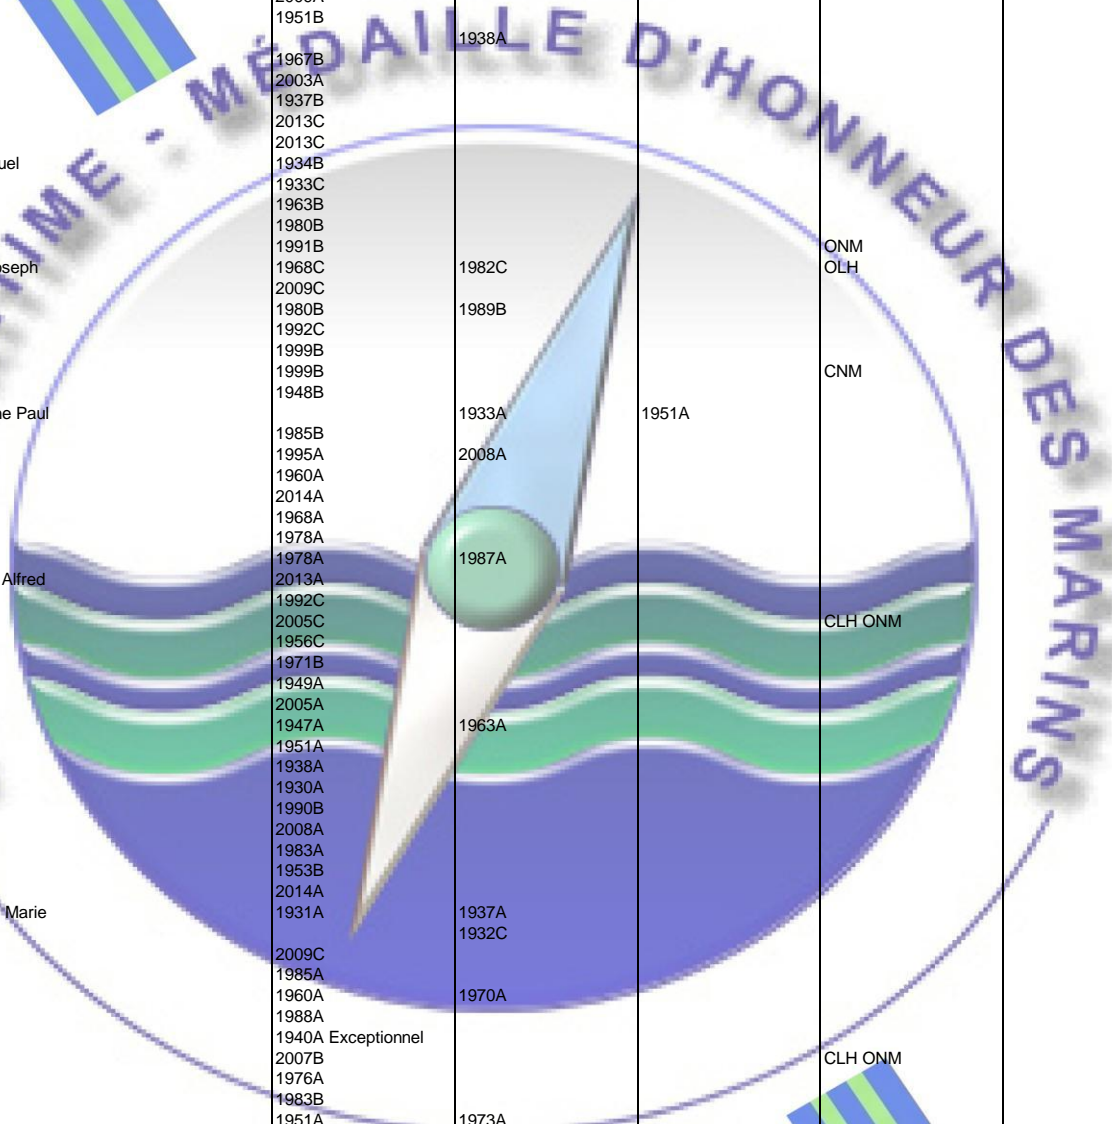 1951B
1938A
1967B
2003A
1937B
2013C
2013C
uel 1934B
1933C
1963B
1980B
1991B ONM
oseph 1968C 1982C OLH
2009C
1980B 1989B
1992C
1999B
1999B CNM
1948B
ne Paul 1933A 1951A
1985B
1995A 2008A
1960A
2014A
1968A
1978A
1978A 1987A
Alfred 2013A
1992C
2005C CLH ONM
1956C
1971B
1949A
2005A
1947A 1963A
1951A
1938A
1930A
1990B
2008A
1983A
1953B
2014A
Marie 1931A 1937A
1932C
2009C
1985A
1960A 1970A
1988A
1940A Exceptionnel
2007B CLH ONM
1976A
1983B
1951A 1973A
TIME - MÉDAILLE D'HONNEUR DES MARINS